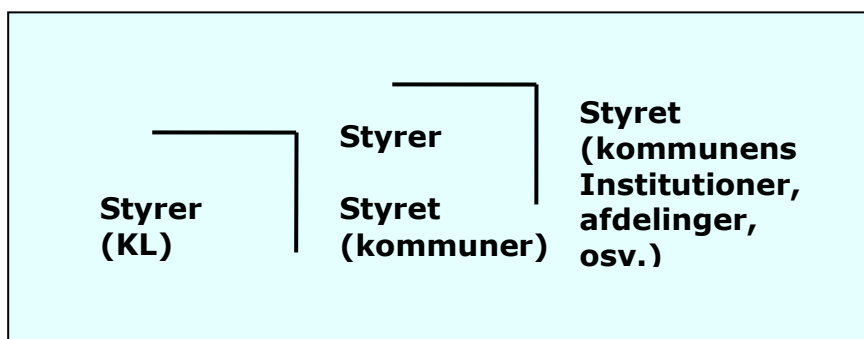 Styrer
(KL)
Styrer
Styret
(kommuner)
Styret
(kommunens
Institutioner,
afdelinger,
osv.)